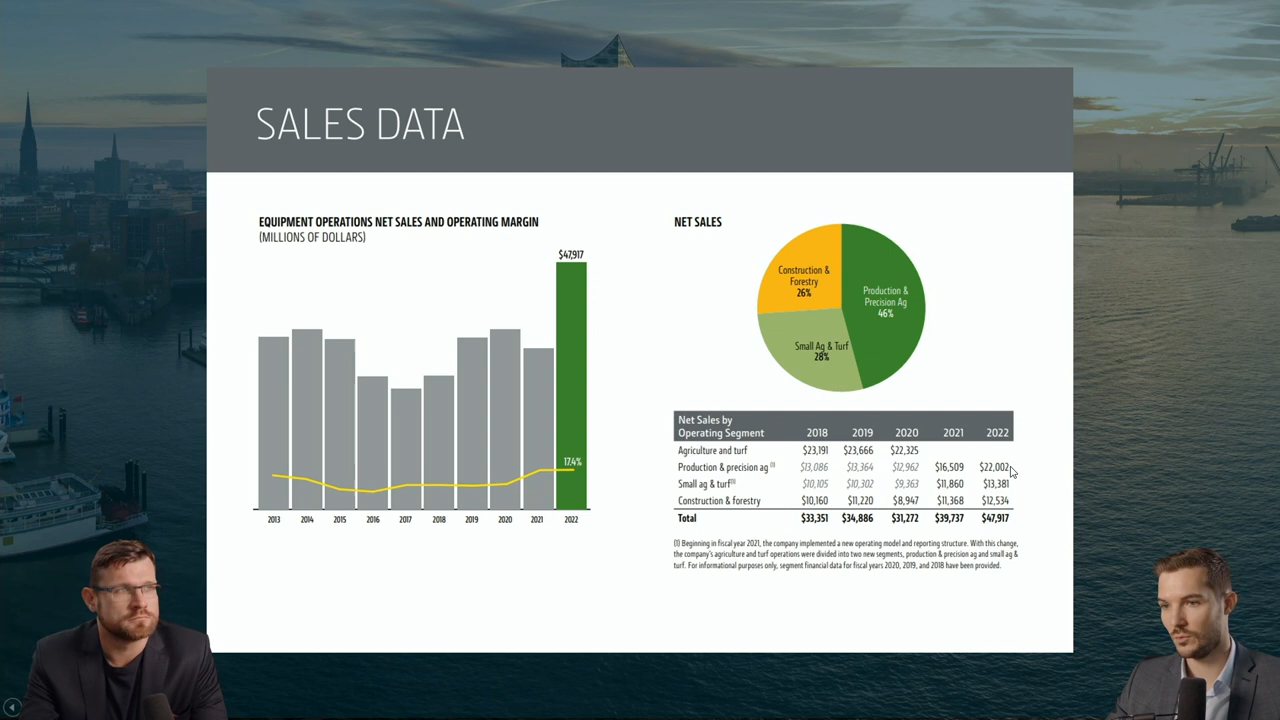 SALES DATA
EQUIPMENT OPERATIONS NET SALES AND OPERATING MARGIN
(MILLIONS OF DOLLARS)
$47,917
17.4%
2013 2014 2015 2016 2017 2018 2019 2020 2021 2022
NET SALES
Construction &
Forestry
26%
Production &
Precision Ag
46%
Small Ag & Turf
28%
Net Sales by
Operating Segment 2018 2019 2020 2021 2022
Agriculture and turf $23,191 $23,666 $22,325
Production & precision ag (1) $13,086 $13,364 $12,962 $16,509 $22,002
Small ag & turf(1) $10,105 $10,302 $9,363 $11,860 $13,381
Construction & forestry $10,160 $11,220 $8,947 $11,368 $12,534
Total $33,351 $34,886 $31,272 $39,737 $47,917
(1) Beginning in fiscal year 2021, the company implemented a new operating model and reporting structure. With this change,
the company's agriculture and turf operations were divided into two new segments, production & precision ag and small ag &
turf. For informational purposes only, segment financial data for fiscal years 2020, 2019, and 2018 have been provided.